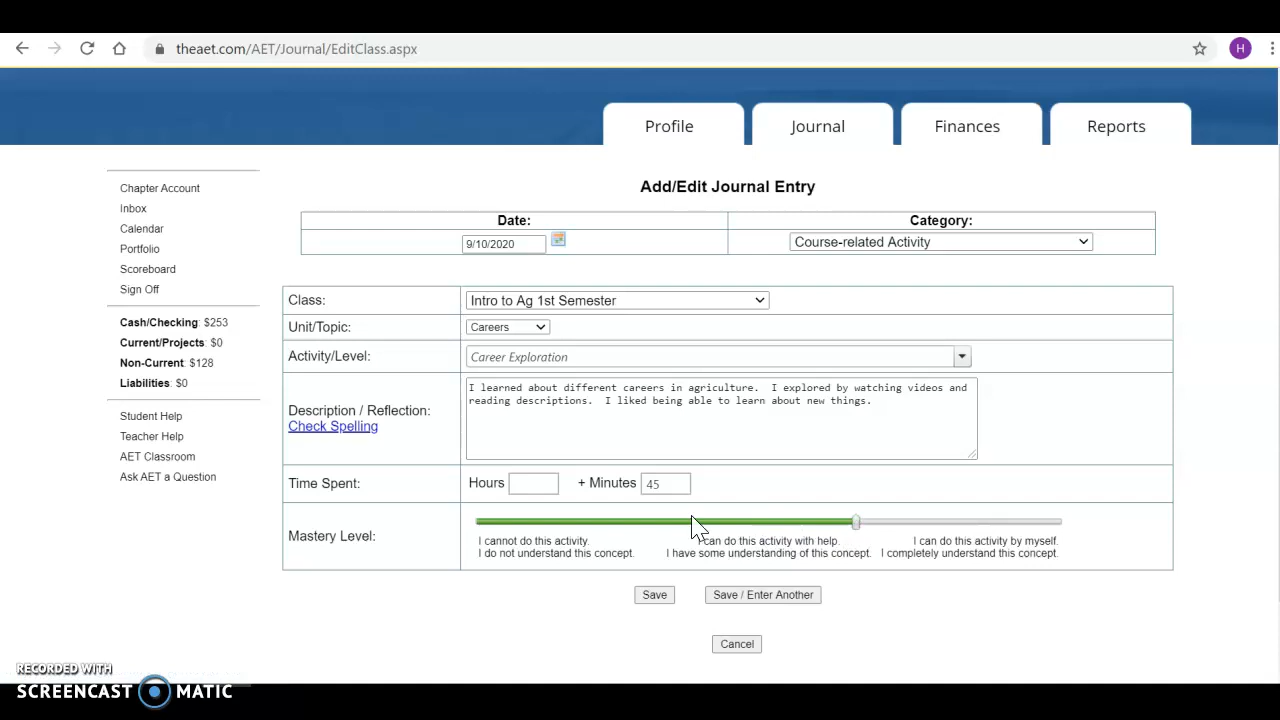 theaet.com/AET/Journal/EditClass.aspx
H
Profile
Journal
Finances
Reports
Chapter Account
Inbox
Calendar
Portfolio
Scoreboard
Sign Off
Cash/Checking: $253
Current/Projects: $0
Non-Current: $128
Liabilities: $0
Student Help
Teacher Help
AET Classroom
Ask AET a Question
Add/Edit Journal Entry
Date:
Category:
9/10/2020
Course-related Activity
Class:
Intro to Ag 1st Semester
Unit/Topic:
Careers
Activity/Level:
Career Exploration
Description / Reflection:
Check Spelling
I learned about different careers in agriculture.  I explored by watching videos and
reading descriptions.  I liked being able to learn about new things.
Time Spent:
Hours
+ Minutes 45
Mastery Level:
I cannot do this activity.
I do not understand this concept.
I can do this activity with help.
I have some understanding of this concept.
I can do this activity by myself.
I completely understand this concept.
Save
Save / Enter Another
Cancel
RECORDED WITH
SCREENCAST MATIC